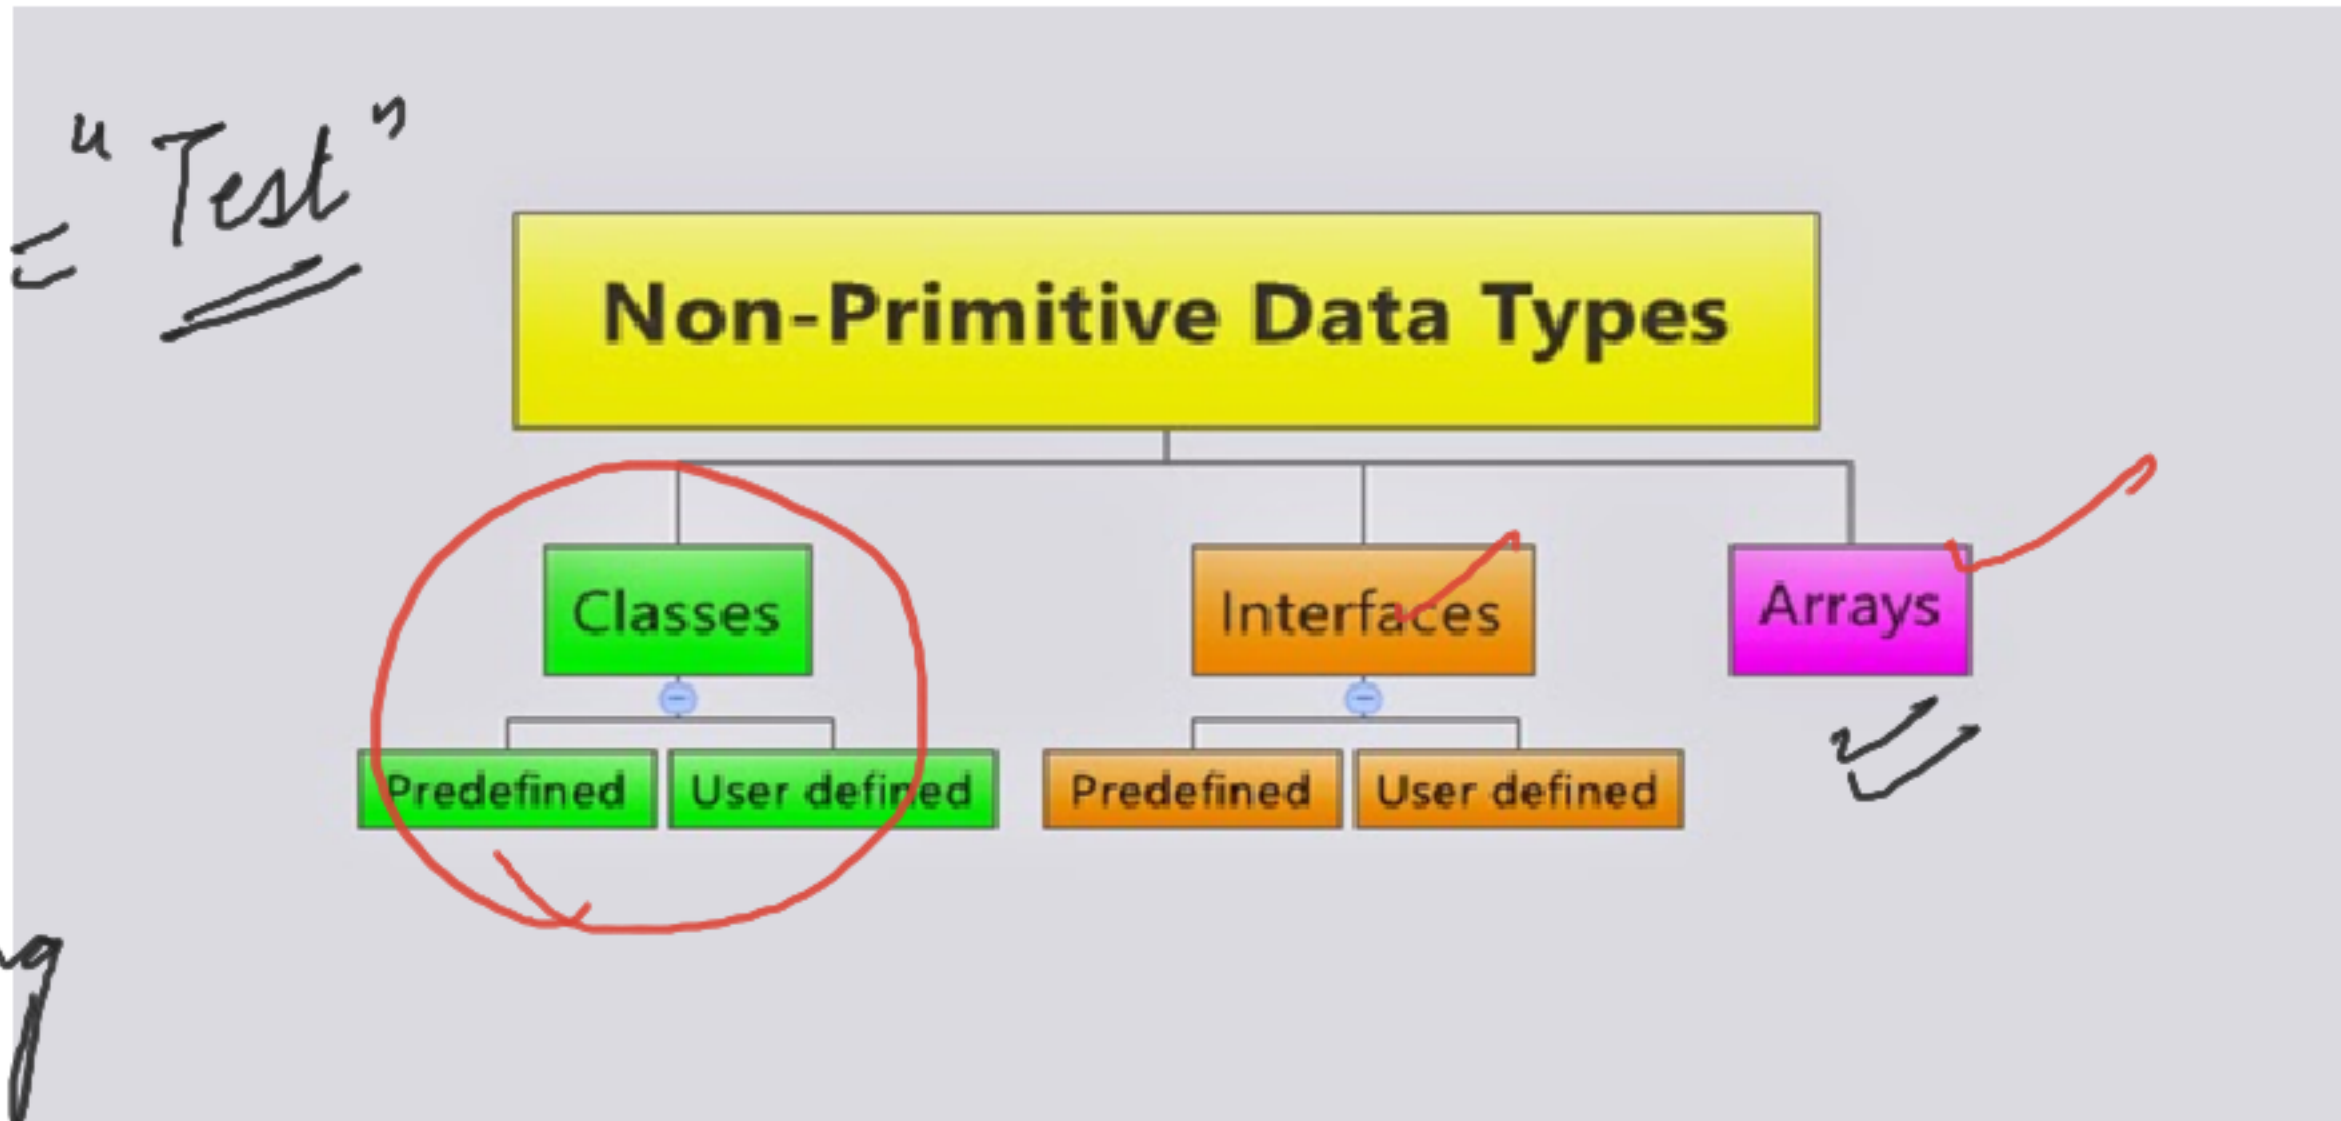 = "Test"
Non-Primitive Data Types
Classes
Interfaces
Arrays
Predefined
User defined
Predefined
User defined